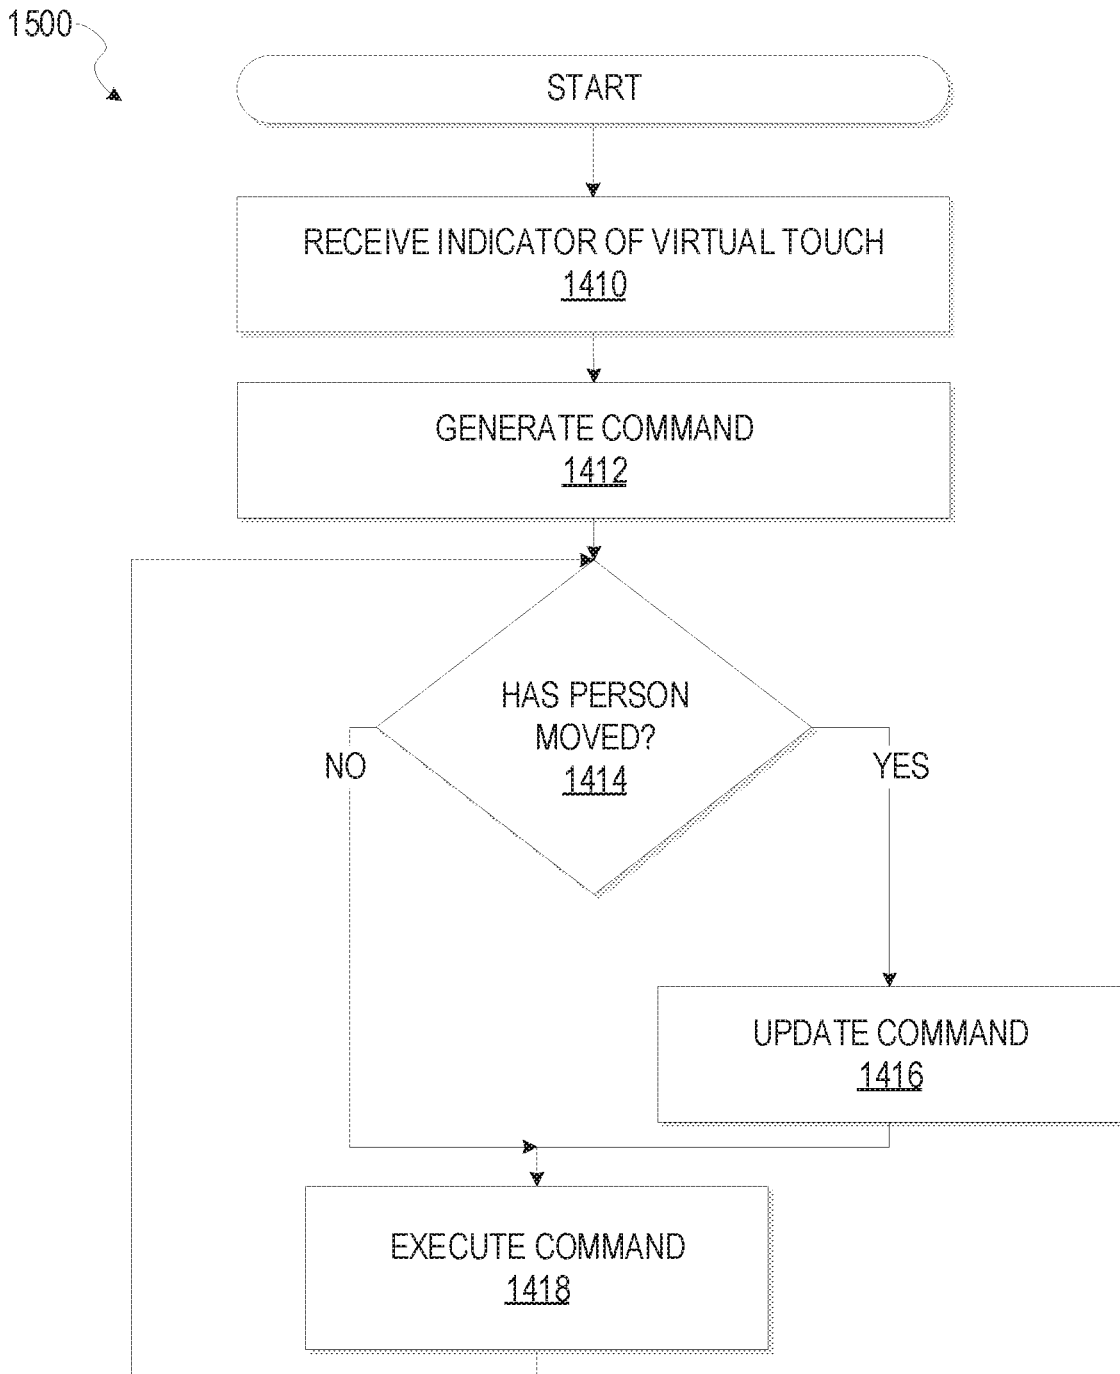 1500
START
RECEIVE INDICATOR OF VIRTUAL TOUCH
1410
GENERATE COMMAND
1412
HAS PERSON
MOVED?
1414
NO
YES
UPDATE COMMAND
1416
EXECUTE COMMAND
1418